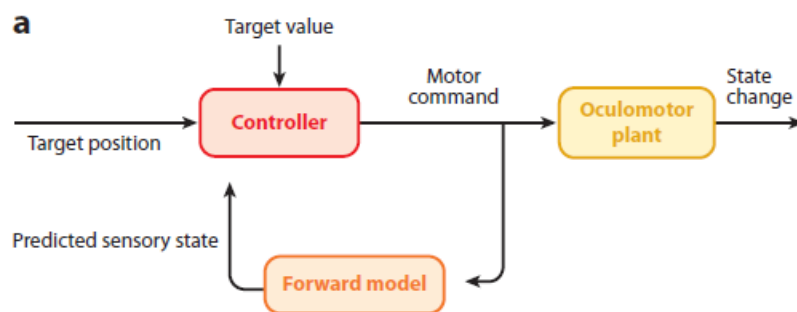 a
Target value
Motor
command
State
change
Controller
Oculomotor
plant
Target position
Predicted sensory state
Forward model